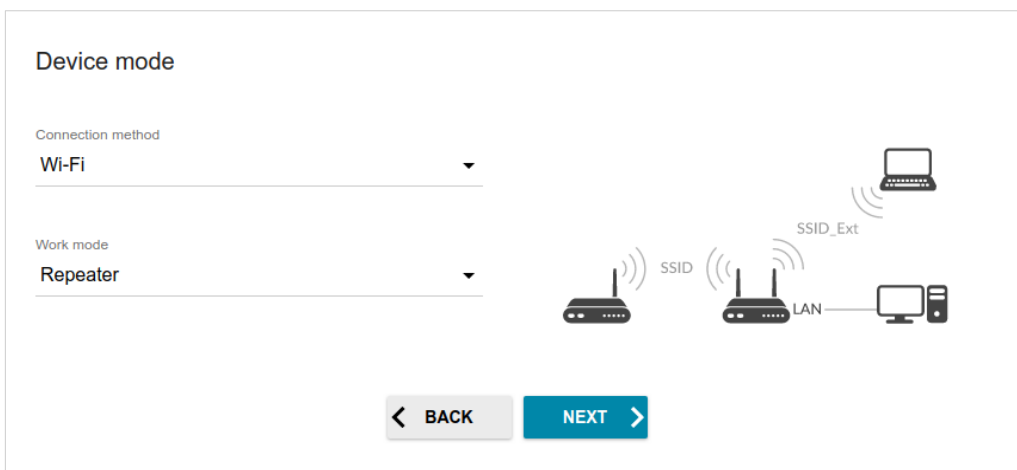 Device mode
Connection method
Wi-Fi
Work mode
Repeater
SSID_Ext
SSID
LAN
BACK
NEXT